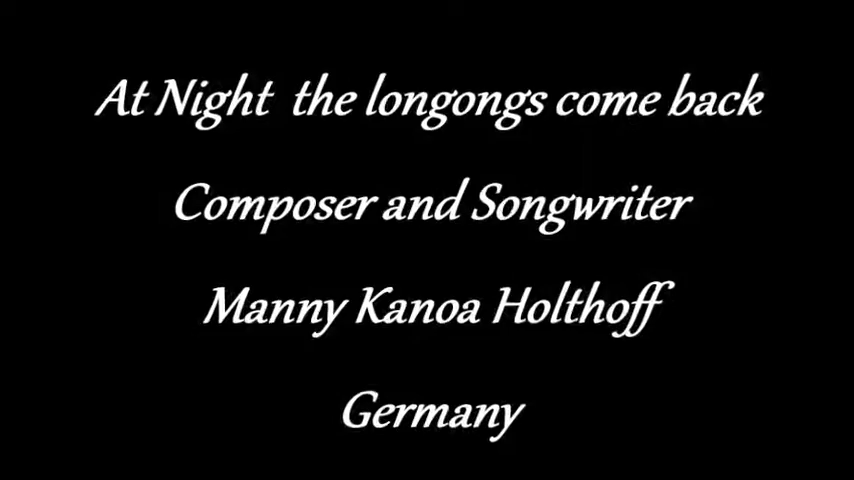 At Night the longongs come back
Composer and Songwriter
Manny Kanoa Holthoff
Germany